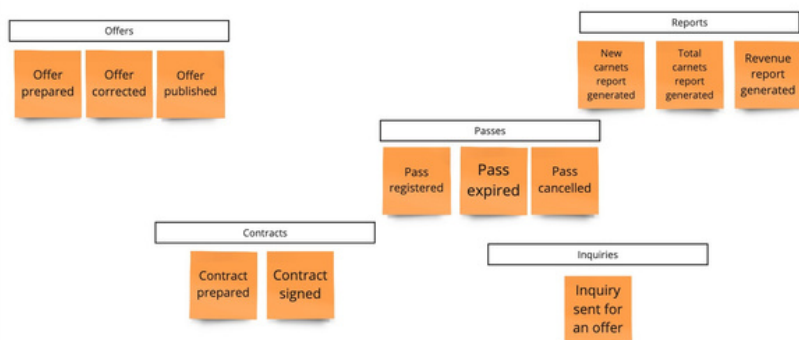 Offers
Offer
prepared
Offer
corrected
Offer
published
Reports
New
carnets
report
generated
Total
carnets
report
generated
Revenue
report
generated
Passes
Pass
registered
Pass
expired
Pass
cancelled
Contracts
Contract
prepared
Contract
signed
Inquiries
Inquiry
sent for
an offer